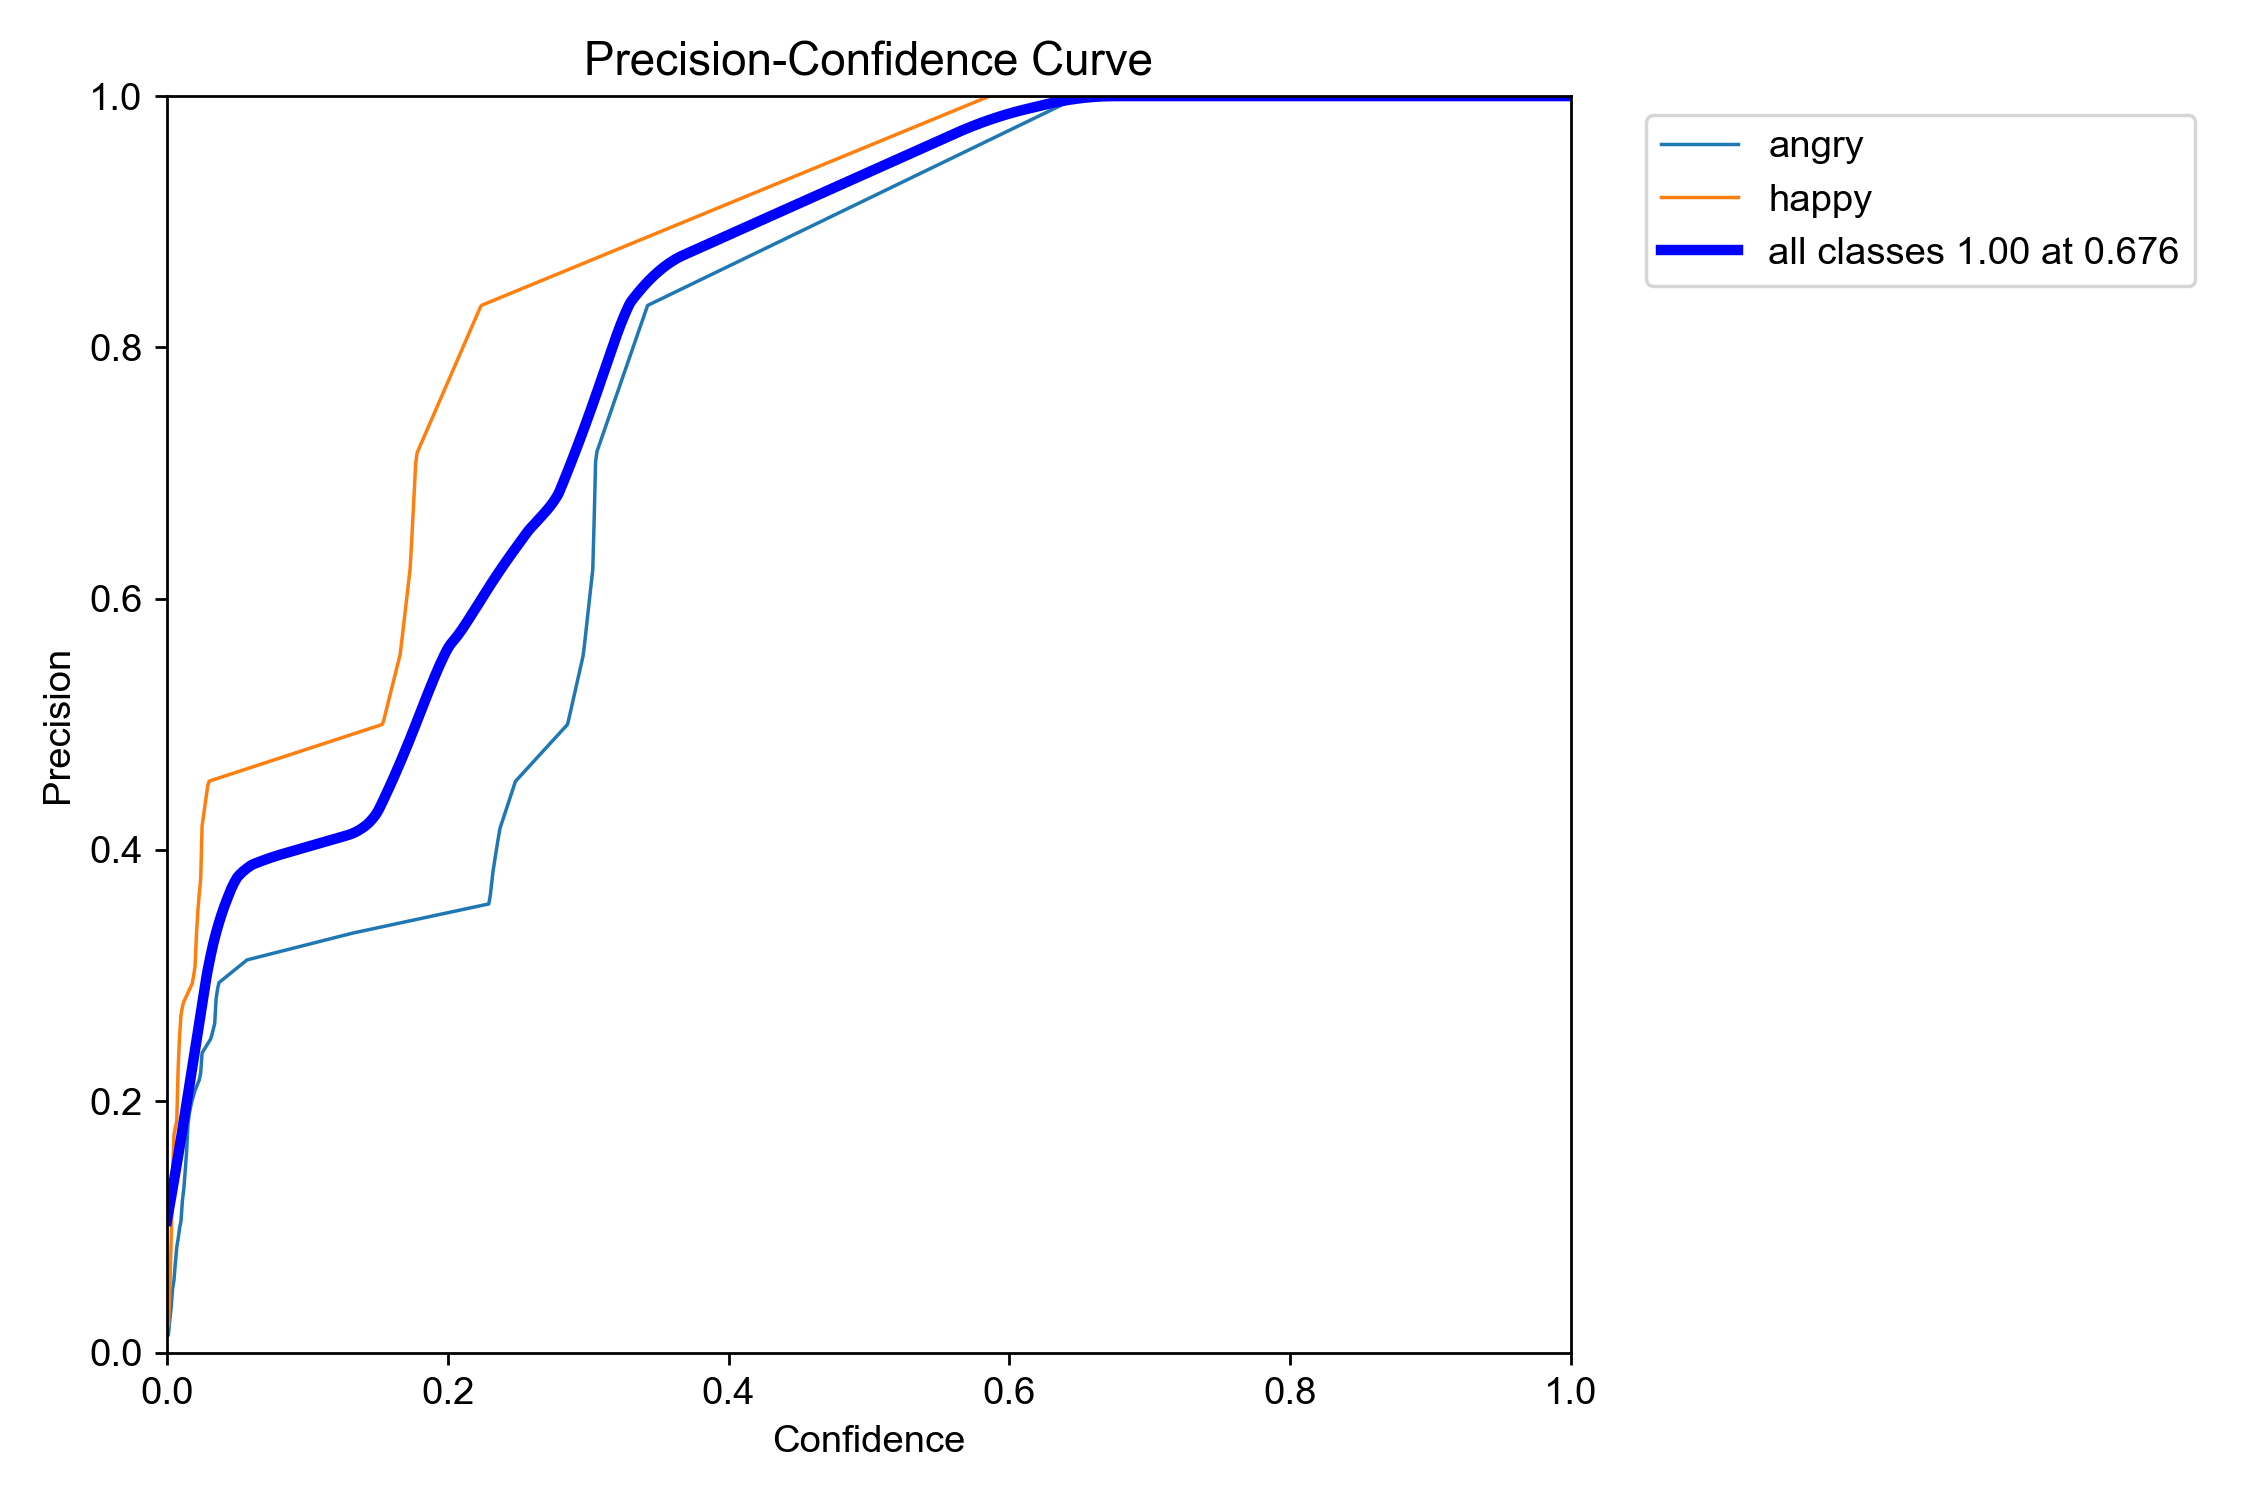 Precision-Confidence Curve
1.0
0.8
0.6
0.4
0.2
0.0
Precision
0.0 0.2 0.4 0.6 0.8 1.0
Confidence
angry
happy
all classes 1.00 at 0.676